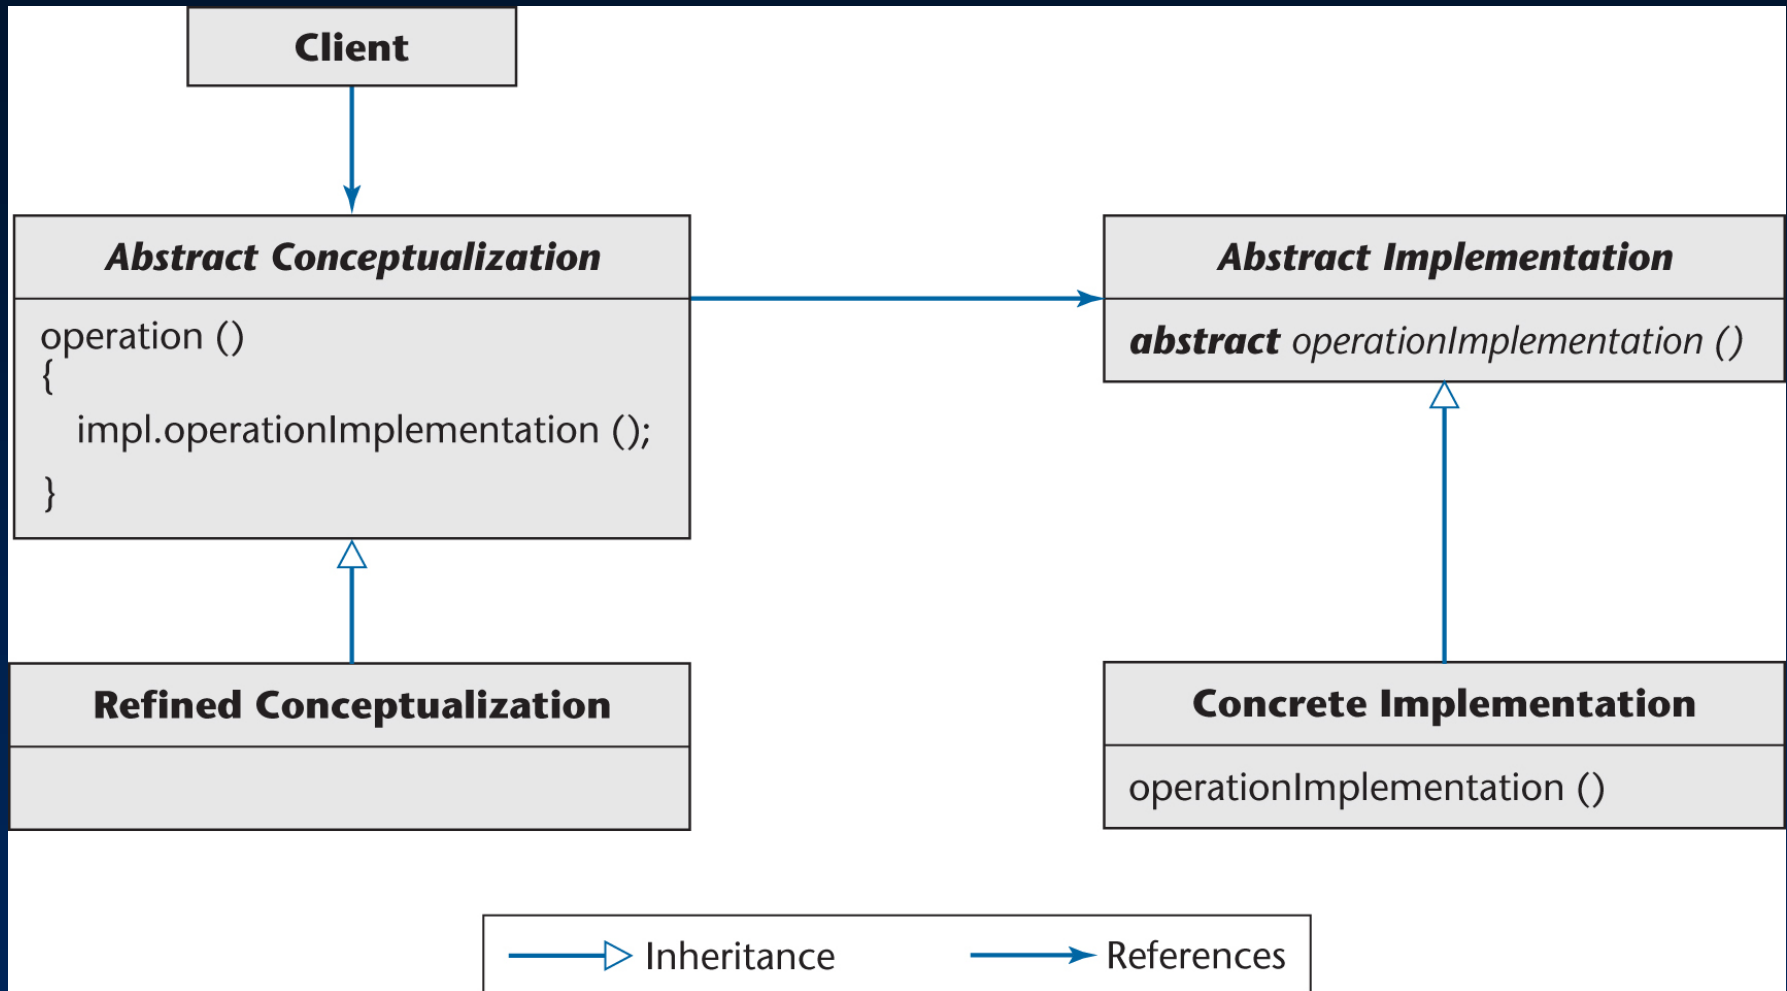 Client
Abstract Conceptualization
operation ()
{
impl.operationImplementation ();
}
Abstract Implementation
abstract operationImplementation ()
Refined Conceptualization
Concrete Implementation
operationImplementation ()
Inheritance
References